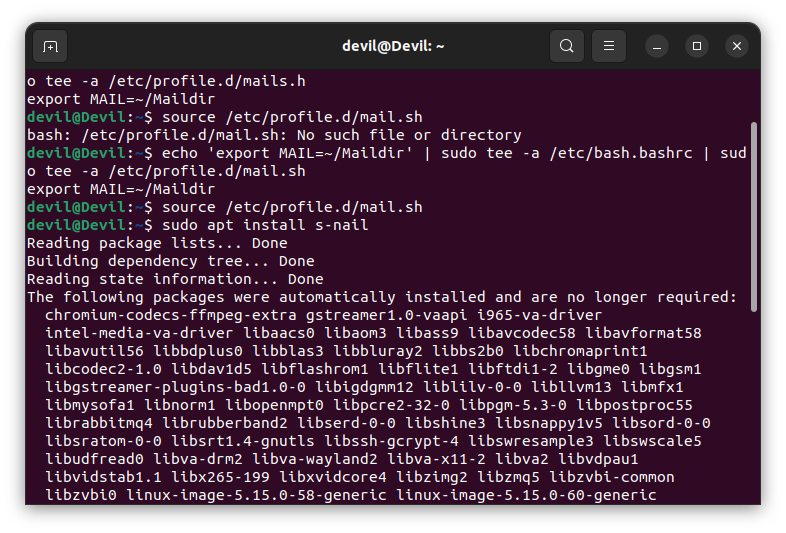 devil@Devil: ~
o tee -a /etc/profile.d/mails.h
export MAIL=~/Maildir
devil@Devil:~$ source /etc/profile.d/mail.sh
bash: /etc/profile.d/mail.sh: No such file or directory
devil@Devil:~$ echo 'export MAIL=~/Maildir' | sudo tee -a /etc/bash.bashrc | sud
o tee -a /etc/profile.d/mail.sh
export MAIL=~/Maildir
devil@Devil:~$ source /etc/profile.d/mail.sh
devil@Devil:~$ sudo apt install s-nail
Reading package lists... Done
Building dependency tree... Done
Reading state information... Done
The following packages were automatically installed and are no longer required:
  chromium-codecs-ffmpeg-extra gstreamer1.0-vaapi i965-va-driver
  intel-media-va-driver libaacs0 libaom3 libass9 libavcodec58 libavformat58
  libavutil56 libbdplus0 libblas3 libbluray2 libbs2b0 libchromaprint1
  libcodec2-1.0 libdav1d5 libflashrom1 libflite1 libftdi1-2 libgme0 libgsm1
  libgstreamer-plugins-bad1.0-0 libigdgmm12 liblilv-0-0 libllvm13 libmfx1
  libmysofa1 libnorm1 libopenmpt0 libpcre2-32-0 libpgm-5.3-0 libpostproc55
  librabbitmq4 librubberband2 libserd-0-0 libshine3 libsnappy1v5 libsord-0-0
  libsratom-0-0 libsrt1.4-gnutls libssh-gcrypt-4 libswresample3 libswscale5
  libudfread0 libva-drm2 libva-wayland2 libva-x11-2 libva2 libvdpau1
  libvidstab1.1 libx265-199 libxvidcore4 libzimg2 libzmq5 libzvbi-common
  libzvbi0 linux-image-5.15.0-58-generic linux-image-5.15.0-60-generic